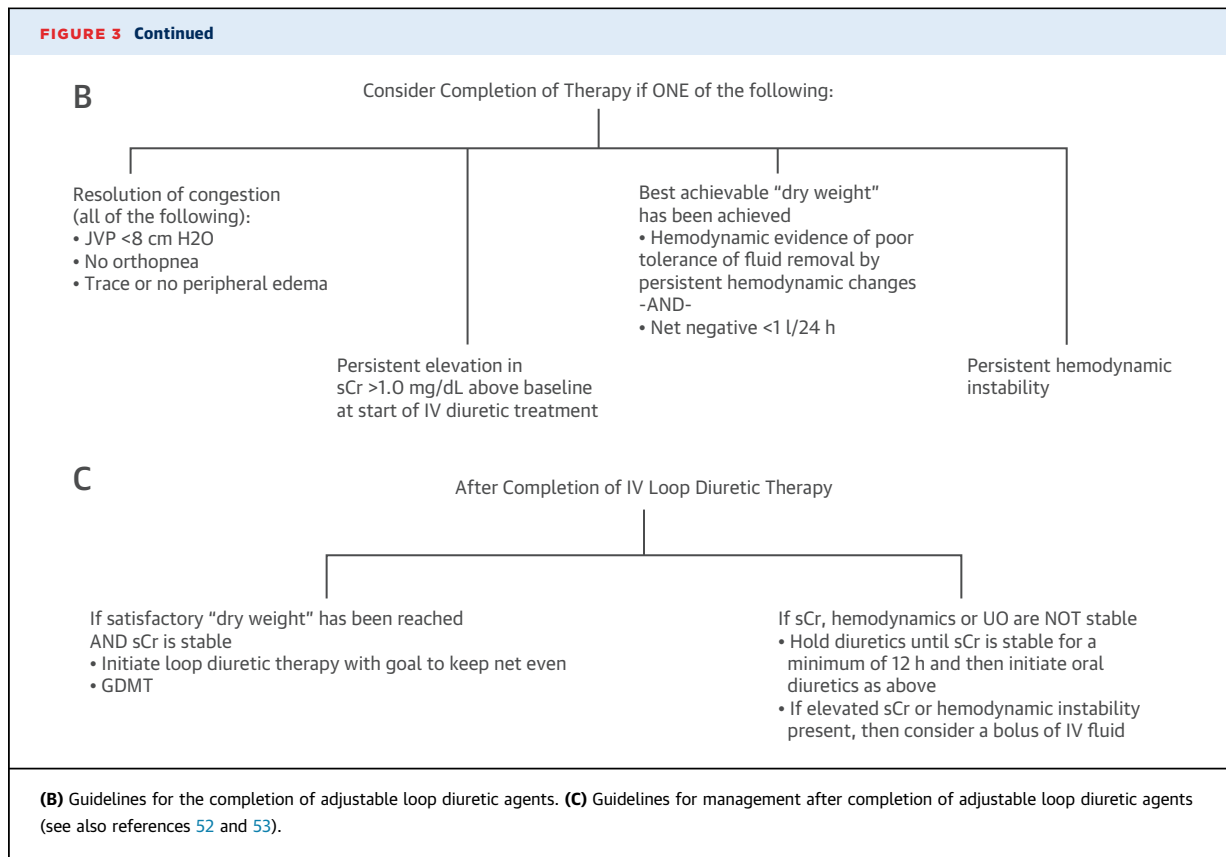 FIGURE 3 Continued
B
Consider Completion of Therapy if ONE of the following:
Resolution of congestion
(all of the following):
• JVP <8 cm H2O
• No orthopnea
• Trace or no peripheral edema
Persistent elevation in
sCr >1.0 mg/dL above baseline
at start of IV diuretic treatment
Best achievable “dry weight”
has been achieved
• Hemodynamic evidence of poor
tolerance of fluid removal by
persistent hemodynamic changes
-AND-
• Net negative <1 l/24 h
Persistent hemodynamic
instability
C
After Completion of IV Loop Diuretic Therapy
If satisfactory “dry weight” has been reached
AND sCr is stable
• Initiate loop diuretic therapy with goal to keep net even
• GDMT
If sCr, hemodynamics or UO are NOT stable
• Hold diuretics until sCr is stable for a
minimum of 12 h and then initiate oral
diuretics as above
• If elevated sCr or hemodynamic instability
present, then consider a bolus of IV fluid
(B) Guidelines for the completion of adjustable loop diuretic agents. (C) Guidelines for management after completion of adjustable loop diuretic agents
(see also references 52 and 53).